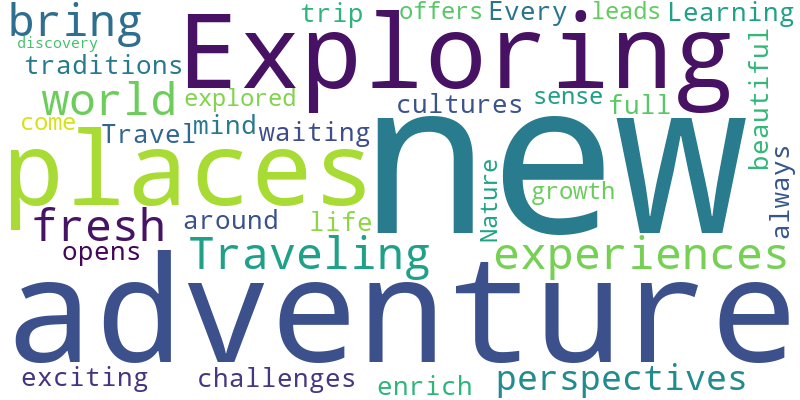 bring
Exploring
trip
offers
Every
leads
Learning
discovery
traditions
world
explored
cultures
sense
full
beautiful
come
Travel
mind
waiting
places
new
Nature
growth
always
fresh
around
life
opens
Traveling
experiences
adventure
exciting
challenges
enrich
perspectives